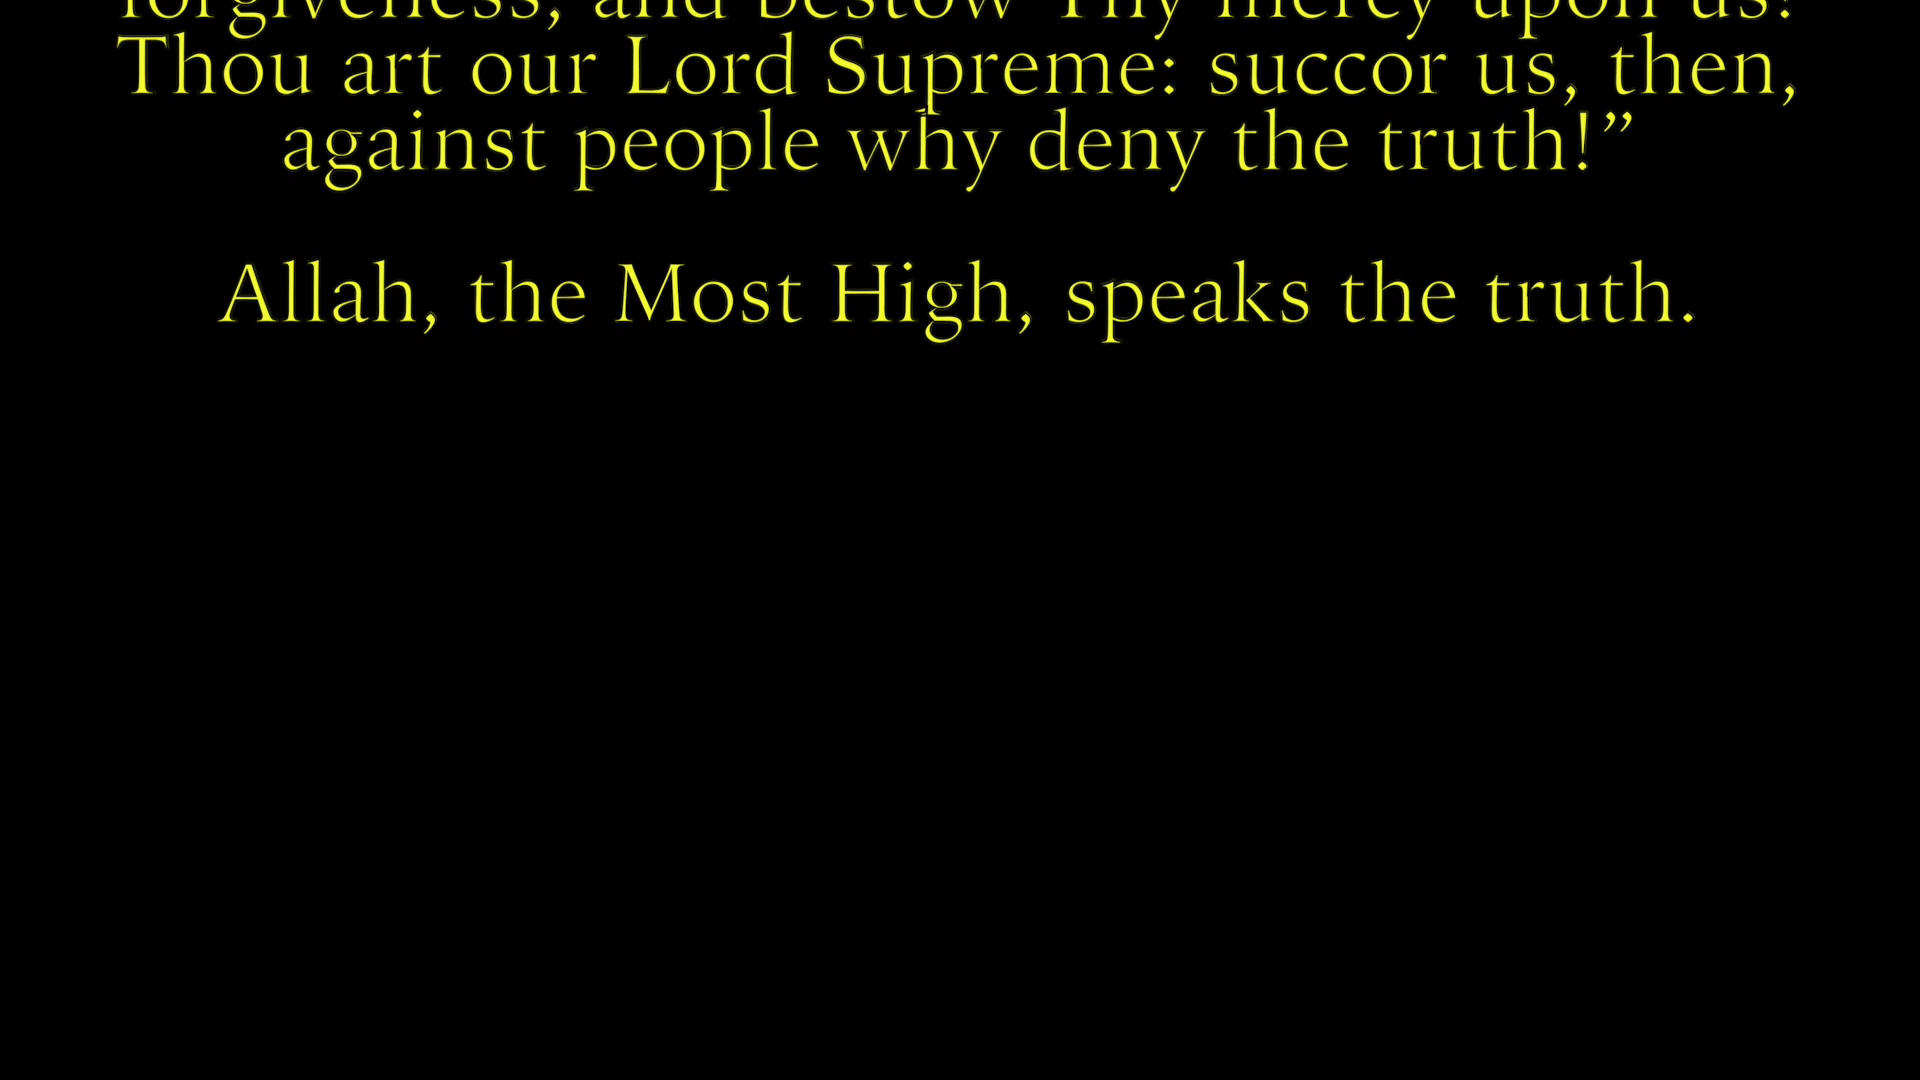 forgiveness, and bestow Thy mercy upon us!
Thou art our Lord Supreme: succor us, then,
against people why deny the truth!”
Allah, the Most High, speaks the truth.